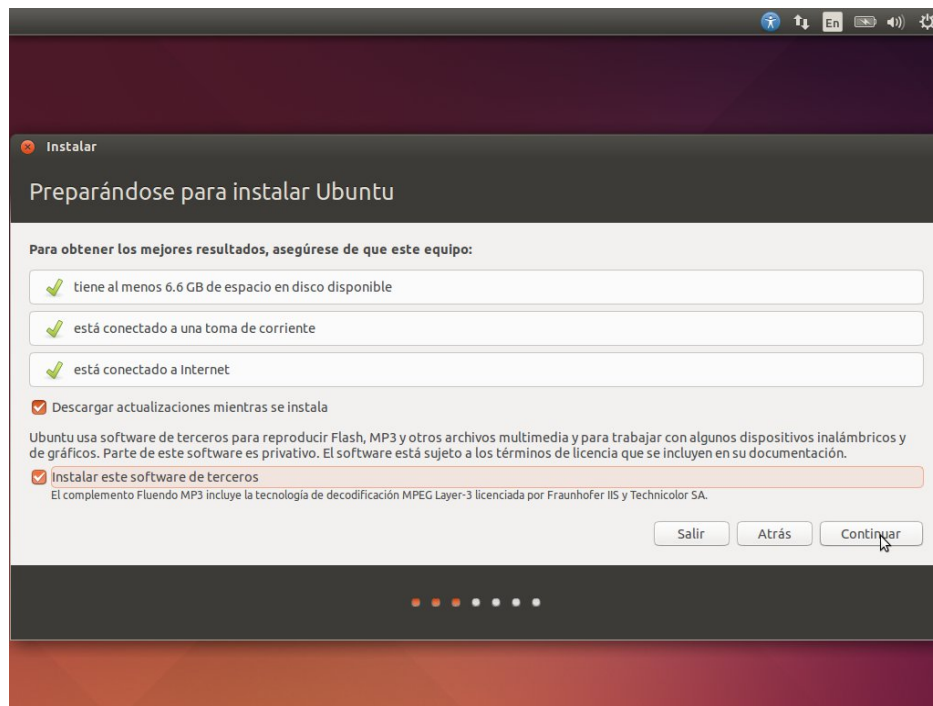 En
Instalar
Preparándose para instalar Ubuntu
Para obtener los mejores resultados, asegúrese de que este equipo:
tiene al menos 6.6 GB de espacio en disco disponible
está conectado a una toma de corriente
está conectado a Internet
Descargar actualizaciones mientras se instala
Ubuntu usa software de terceros para reproducir Flash, MP3 y otros archivos multimedia y para trabajar con algunos dispositivos inalámbricos y
de gráficos. Parte de este software es privativo. El software está sujeto a los términos de licencia que se incluyen en su documentación.
Instalar este software de terceros
El complemento Fluendo MP3 incluye la tecnología de decodificación MPEG Layer-3 licenciada por Fraunhofer IIS y Technicolor SA.
Salir Atrás Continuar